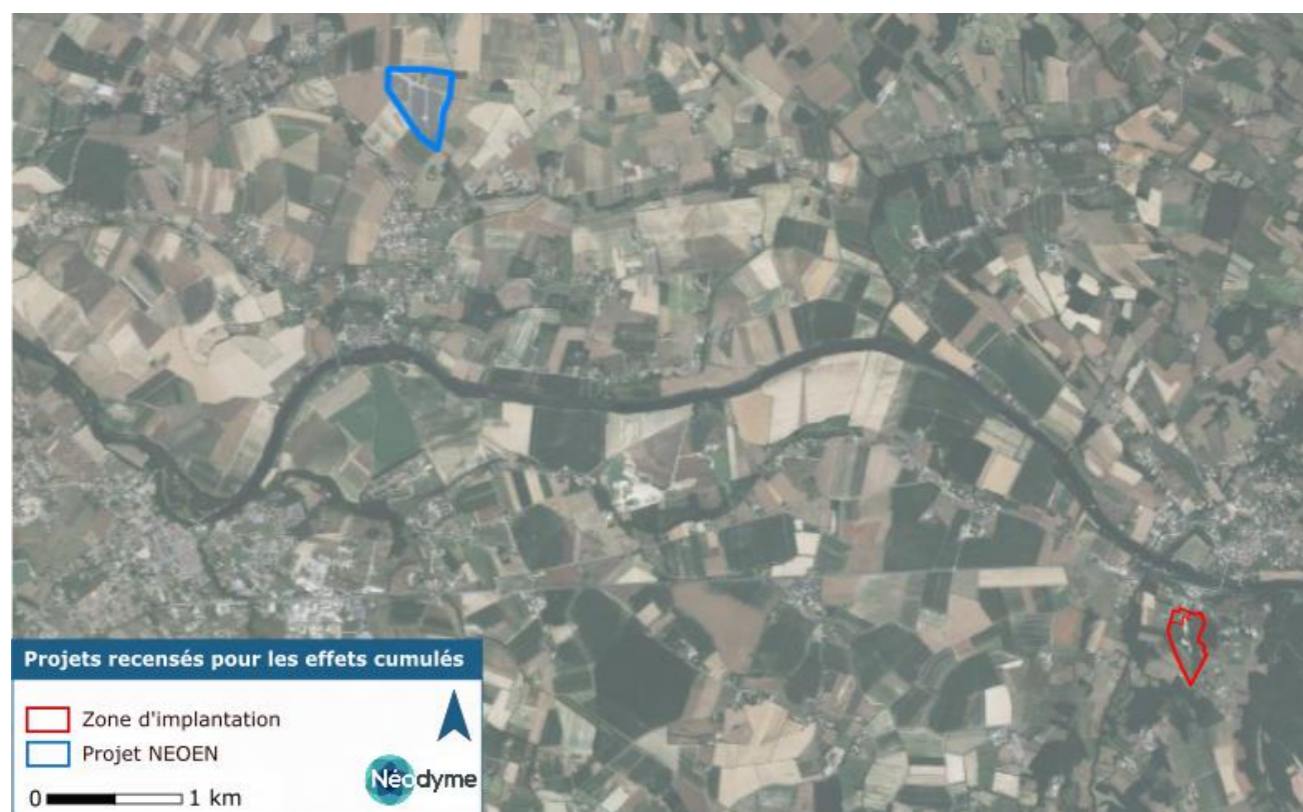 Projets recensés pour les effets cumulés
Zone d'implantation
Projet NEOEN
Néodyme
0 1 km